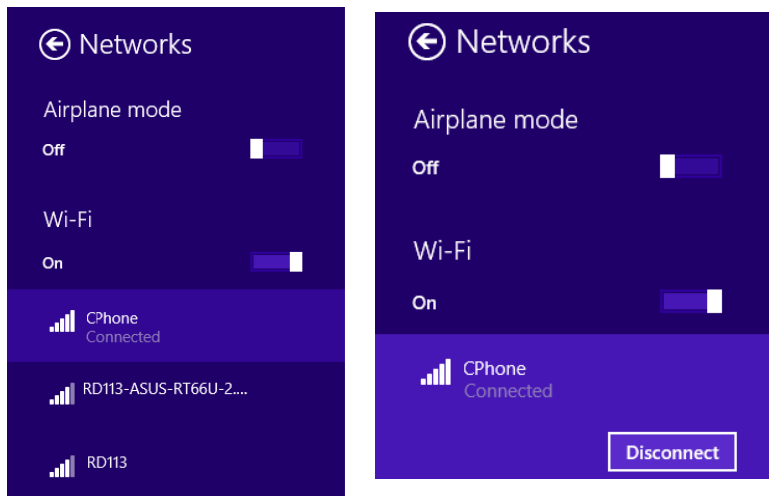 Networks
Airplane mode
Off
Wi-Fi
On
CPhone
Connected
RD113-ASUS-RT66U-2....
RD113
Networks
Airplane mode
Off
Wi-Fi
On
CPhone
Connected
Disconnect